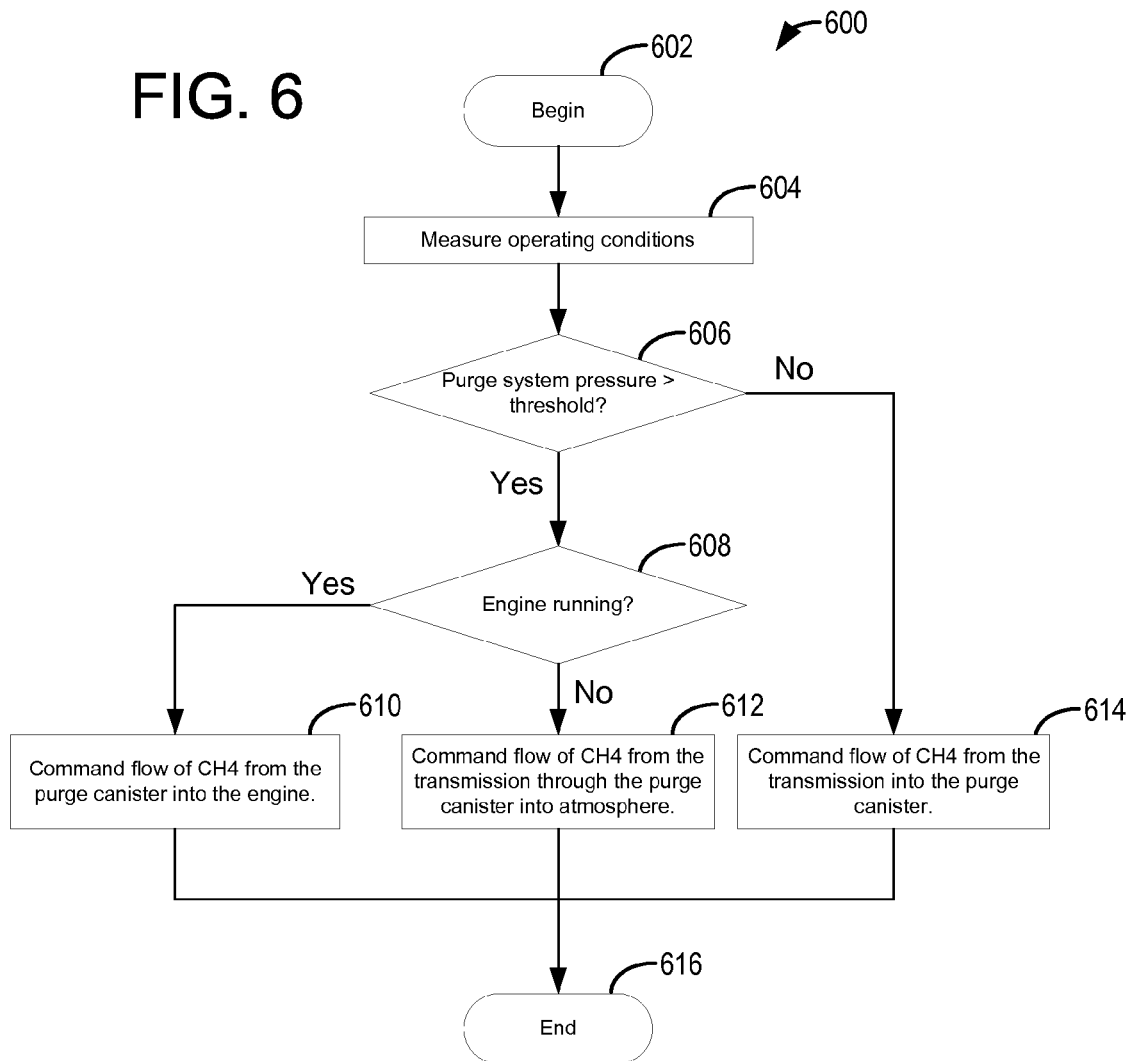 600
FIG. 6
602
Begin
604
Measure operating conditions
606
Purge system pressure >
threshold?
No
Yes
608
Yes
Engine running?
No
610
Command flow of CH4 from the
purge canister into the engine.
612
Command flow of CH4 from the
transmission through the purge
canister into atmosphere.
614
Command flow of CH4 from the
transmission into the purge
canister.
616
End